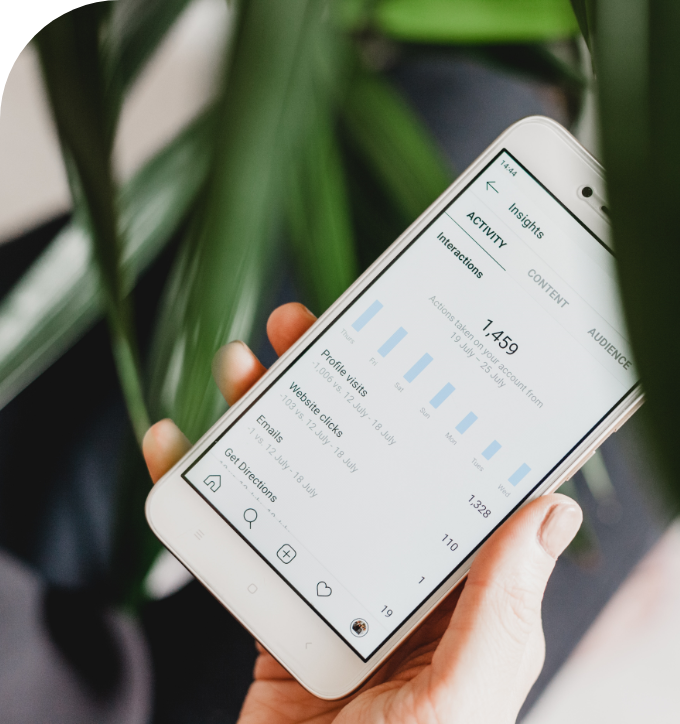 14:44
Insights
ACTIVITY CONTENT AUDIENCE
Interactions
1,459
Actions taken on your account from
19 July - 25 July
Thurs Fri Sat Sun Mon Tues Wed
Profile visits 1,328
-1,006 vs. 12 July - 18 July
Website clicks 110
-103 vs. 12 July - 18 July
Emails 1
-1 vs. 12 July - 18 July
Get Directions 19